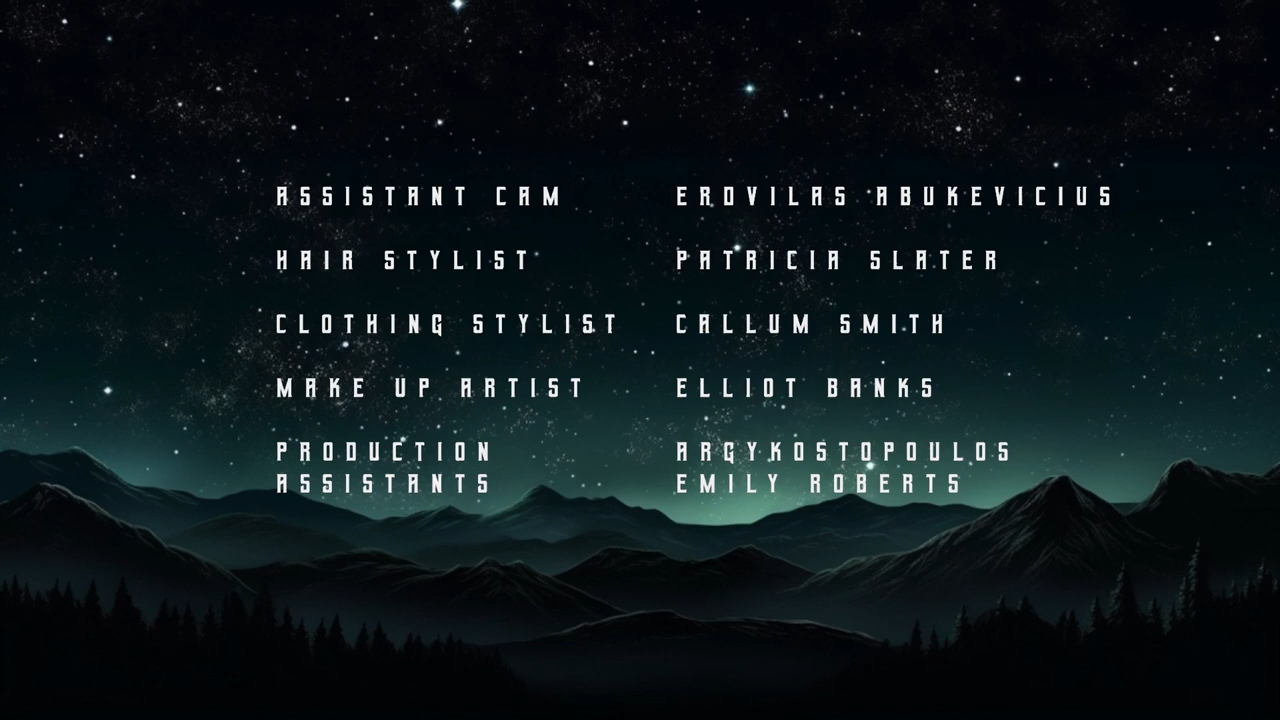 ASSISTANT CAM EROVILAS ABUKEVICIUS
HAIR STYLIST PATRICIA SLATER
CLOTHING STYLIST CALLUM SMITH
MAKE UP ARTIST ELLIOT BANKS
PRODUCTION ARGYKOSTOPOULOS
ASSISTANTS EMILY ROBERTS